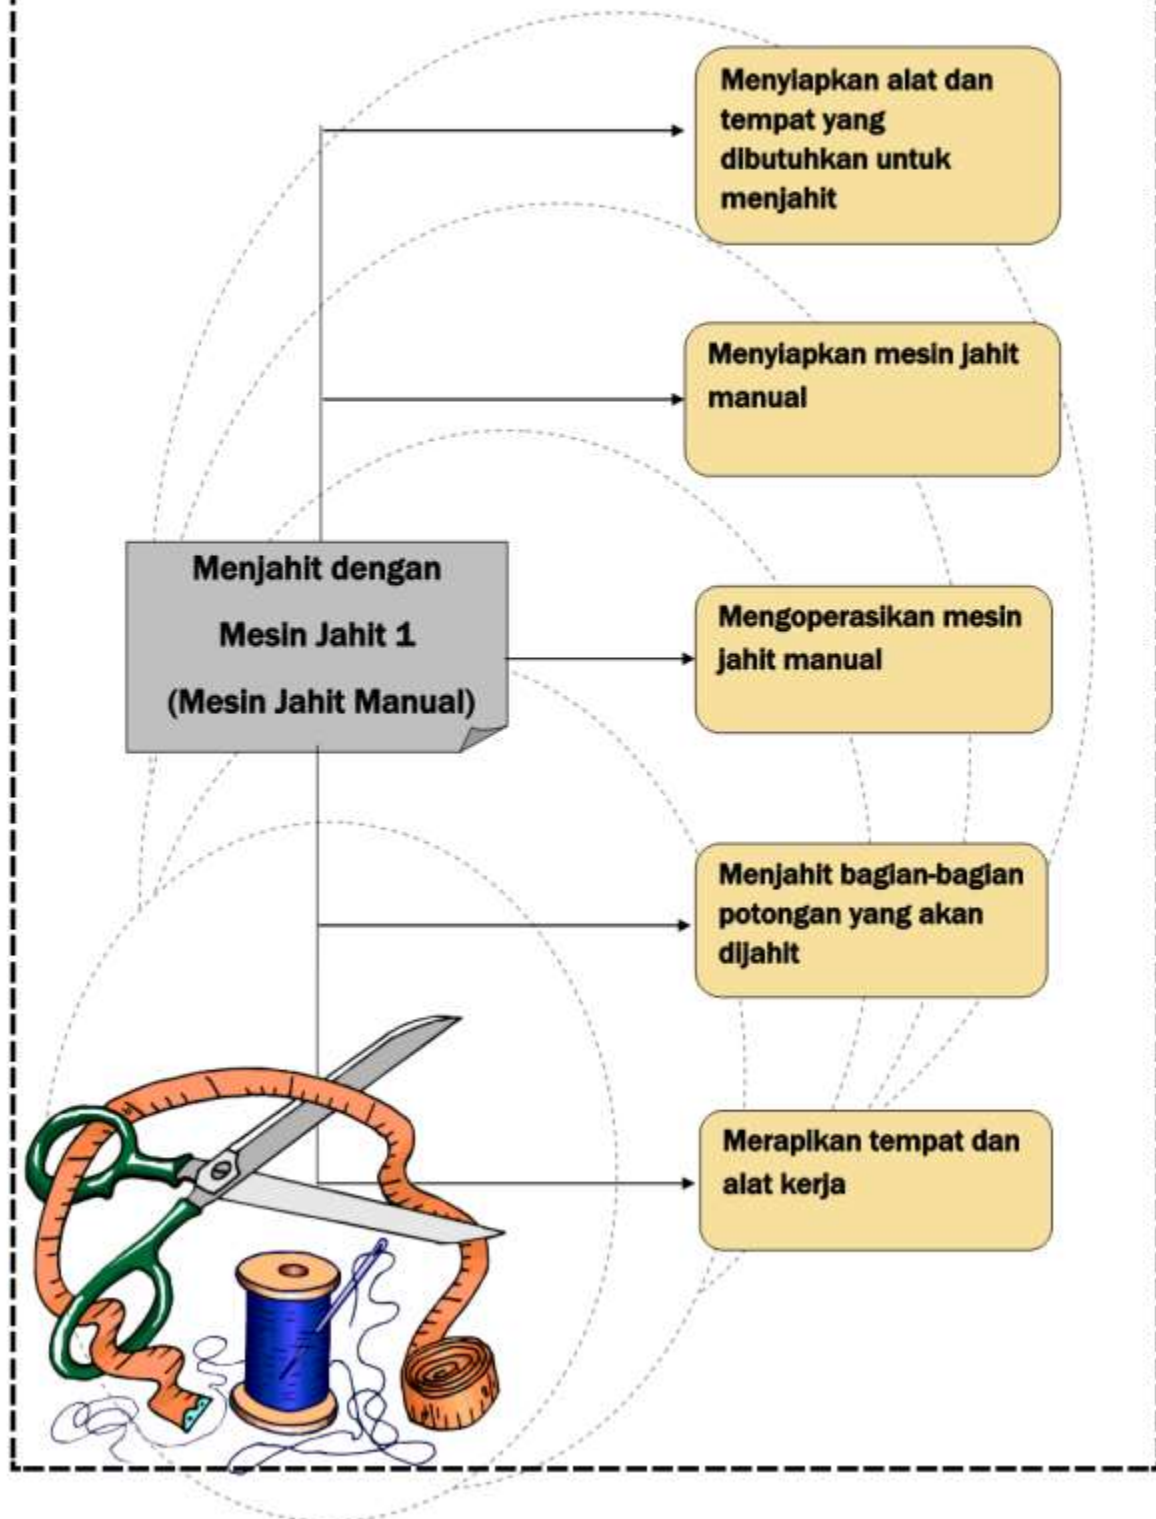 Menyiapkan alat dan
tempat yang
dibutuhkan untuk
menjahit
Menyiapkan mesin jahit
manual
Menjahit dengan
Mesin Jahit 1
(Mesin Jahit Manual)
Mengoperasikan mesin
jahit manual
Menjahit bagian-bagian
potongan yang akan
dijahit
Merapikan tempat dan
alat kerja